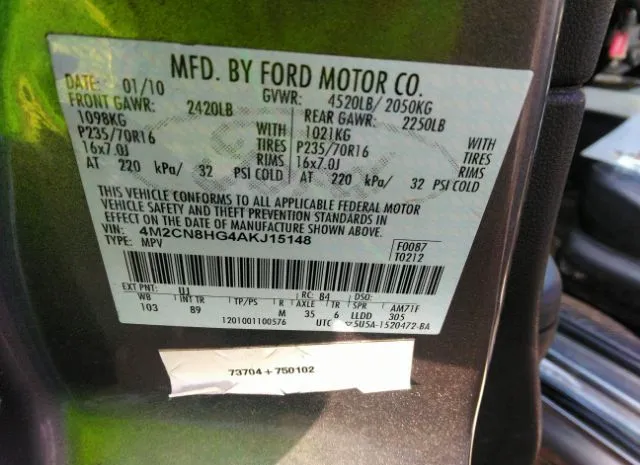 MFD. BY FORD MOTOR CO.
DATE: 01/10 GVWR: 4520LB/ 2050KG
FRONT GAWR: 2420LB REAR GAWR: 2250LB
1098KG WITH 1021KG WITH
P235/70R16 TIRES P235/70R16 TIRES
16x7.0J RIMS 16x7.0J RIMS
AT 220 kPa/ 32 PSI COLD AT 220 kPa/ 32 PSI COLD
THIS VEHICLE CONFORMS TO ALL APPLICABLE FEDERAL MOTOR
VEHICLE SAFETY AND THEFT PREVENTION STANDARDS IN
EFFECT ON THE DATE OF MANUFACTURE SHOWN ABOVE.
VIN: 4M2CN8HG4AKJ15148
TYPE: MPV
F0087
T0212
EXT PNT: UJ RC: 84 DSO:
WB INT TR TP/PS R AXLE TR SPR AM71F
103 89 M 35 6 LLDD 305
1201001100576 UTC 5U5A-1520472-BA
73704+750102